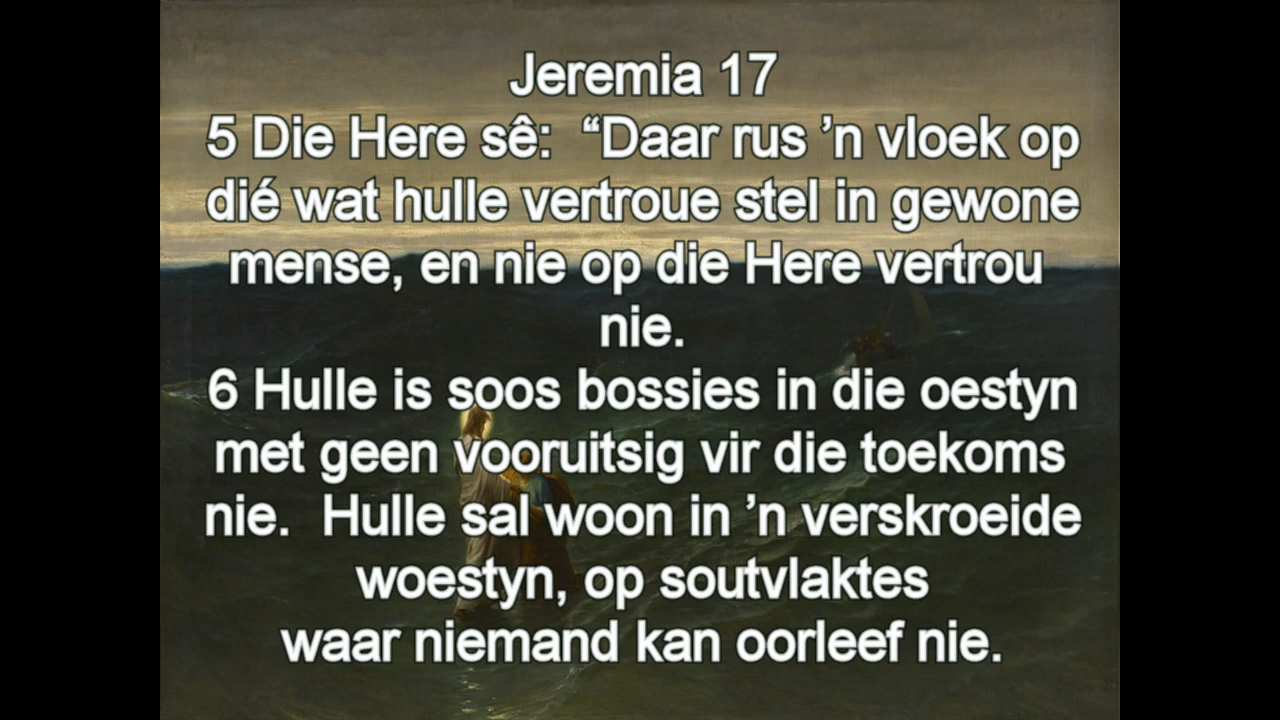 Jeremia 17
5 Die Here sê:  “Daar rus ’n vloek op
dié wat hulle vertroue stel in gewone
mense, en nie op die Here vertrou
nie.
6 Hulle is soos bossies in die oestyn
met geen vooruitsig vir die toekoms
nie.  Hulle sal woon in ’n verskroeide
woestyn, op soutvlaktes
waar niemand kan oorleef nie.